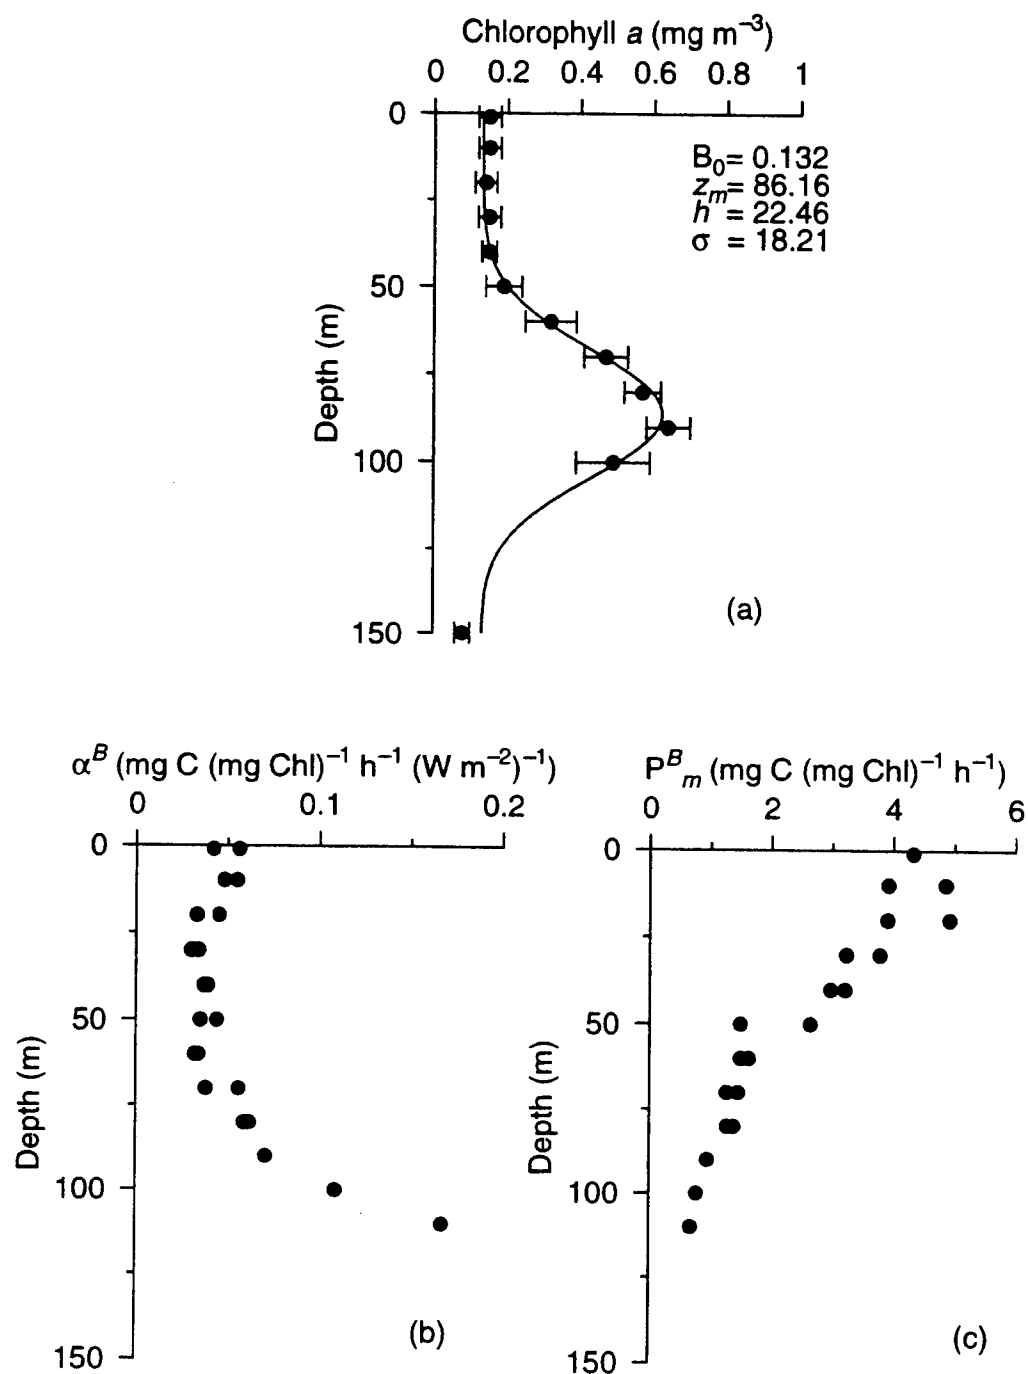 Chlorophyll a (mg m⁻³)
0 0.2 0.4 0.6 0.8 1
0
B₀= 0.132
zₘ= 86.16
h = 22.46
σ = 18.21
50
Depth (m)
100
(a)
150
αᴮ (mg C (mg Chl)⁻¹ h⁻¹ (W m⁻²)⁻¹)
0 0.1 0.2
0
50
Depth (m)
100
(b)
150
Pᴮₘ (mg C (mg Chl)⁻¹ h⁻¹)
0 2 4 6
0
50
Depth (m)
100
(c)
150